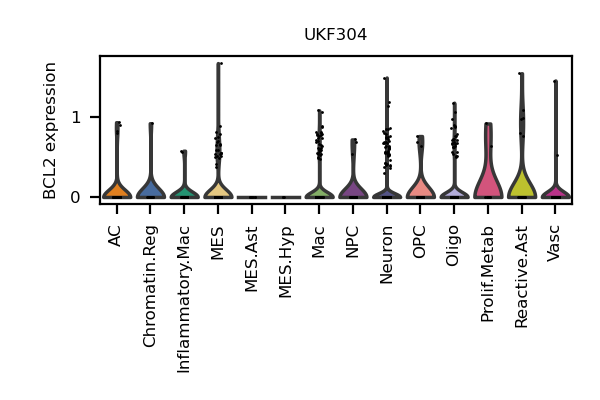 UKF304
BCL2 expression
1
0
AC
Chromatin.Reg
Inflammatory.Mac
MES
MES.Ast
MES.Hyp
Mac
NPC
Neuron
OPC
Oligo
Prolif.Metab
Reactive.Ast
Vasc